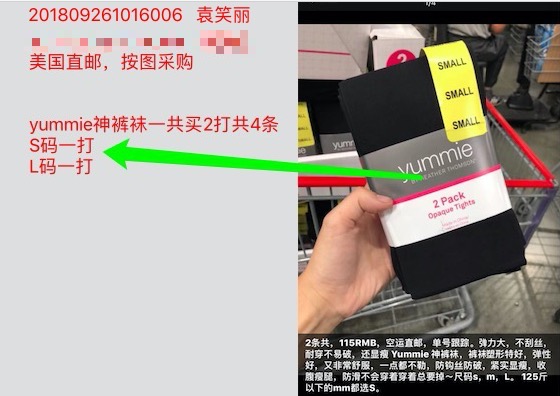 201809261016006 袁笑丽
美国直邮，按图采购
yummie神裤袜一共买2打共4条
S码一打
L码一打
1/4
SMALL
SMALL
SMALL
yummie
BY HEATHER THOMSON
2 Pack
Opaque Tights
2条共，115RMB，空运直邮，单号跟踪。弹力大，不刮丝，
耐穿不易破，还显瘦 Yummie 神裤袜，裤袜塑形特好，弹性
好，又非常舒服，一点都不勒，防钩丝防破，紧实显瘦，收
腹瘦腿，防滑不会穿着穿着总要掉～尺码s，m，L。 125斤
以下的mm都选S。